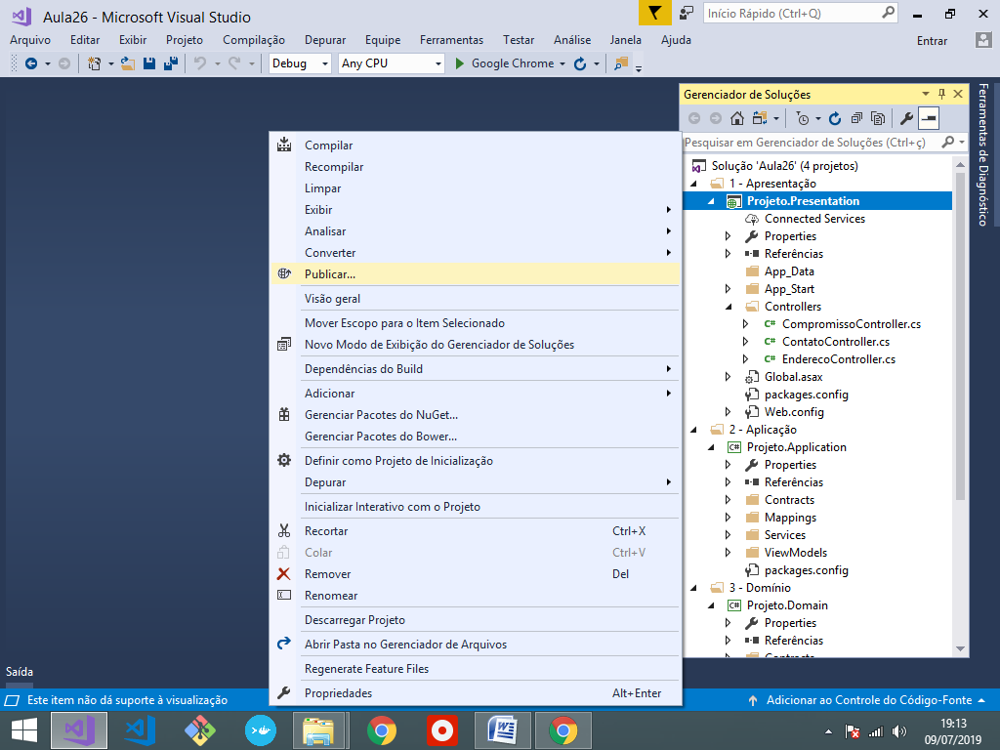 Aula26 - Microsoft Visual Studio
Início Rápido (Ctrl+Q)
Arquivo Editar Exibir Projeto Compilação Depurar Equipe Ferramentas Testar Análise Janela Ajuda Entrar
Debug Any CPU Google Chrome
Gerenciador de Soluções
Pesquisar em Gerenciador de Soluções (Ctrl+ç)
Solução 'Aula26' (4 projetos)
1 - Apresentação
Projeto.Presentation
Connected Services
Properties
Referências
App_Data
App_Start
Controllers
C# CompromissoController.cs
C# ContatoController.cs
C# EnderecoController.cs
Global.asax
packages.config
Web.config
2 - Aplicação
C# Projeto.Application
Properties
Referências
Contracts
Mappings
Services
ViewModels
packages.config
3 - Domínio
C# Projeto.Domain
Properties
Referências
Contracts
Ferramentas de Diagnóstico
Compilar
Recompilar
Limpar
Exibir
Analisar
Converter
Publicar...
Visão geral
Mover Escopo para o Item Selecionado
Novo Modo de Exibição do Gerenciador de Soluções
Dependências do Build
Adicionar
Gerenciar Pacotes do NuGet...
Gerenciar Pacotes do Bower...
Definir como Projeto de Inicialização
Depurar
Inicializar Interativo com o Projeto
Recortar Ctrl+X
Colar Ctrl+V
Remover Del
Renomear
Descarregar Projeto
Abrir Pasta no Gerenciador de Arquivos
Regenerate Feature Files
Propriedades Alt+Enter
Saída
Este item não dá suporte à visualização
Adicionar ao Controle do Código-Fonte
19:13
09/07/2019